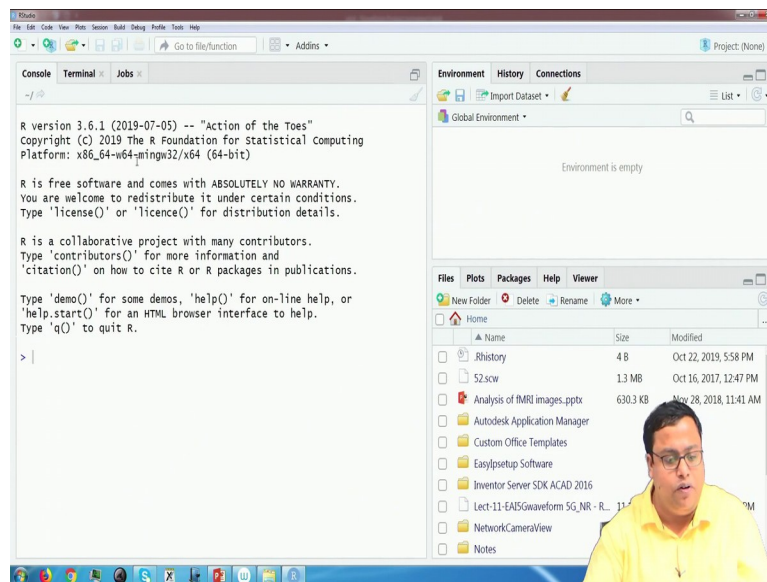 RStudio
File Edit Code View Plots Session Build Debug Profile Tools Help
Go to file/function
Addins
Project: (None)
Console Terminal Jobs
~/
R version 3.6.1 (2019-07-05) -- "Action of the Toes"
Copyright (C) 2019 The R Foundation for Statistical Computing
Platform: x86_64-w64-mingw32/x64 (64-bit)
R is free software and comes with ABSOLUTELY NO WARRANTY.
You are welcome to redistribute it under certain conditions.
Type 'license()' or 'licence()' for distribution details.
R is a collaborative project with many contributors.
Type 'contributors()' for more information and
'citation()' on how to cite R or R packages in publications.
Type 'demo()' for some demos, 'help()' for on-line help, or
'help.start()' for an HTML browser interface to help.
Type 'q()' to quit R.
>
Environment History Connections
Import Dataset
List
Global Environment
Environment is empty
Files Plots Packages Help Viewer
New Folder Delete Rename More
Home
Name Size Modified
.Rhistory 4 B Oct 22, 2019, 5:58 PM
52.scw 1.3 MB Oct 16, 2017, 12:47 PM
Analysis of fMRI images..pptx 630.3 KB Nov 28, 2018, 11:41 AM
Autodesk Application Manager
Custom Office Templates
EasyIpsetup Software
Inventor Server SDK ACAD 2016
Lect-11-EAI5Gwaveform 5G_NR - R...
NetworkCameraView
Notes